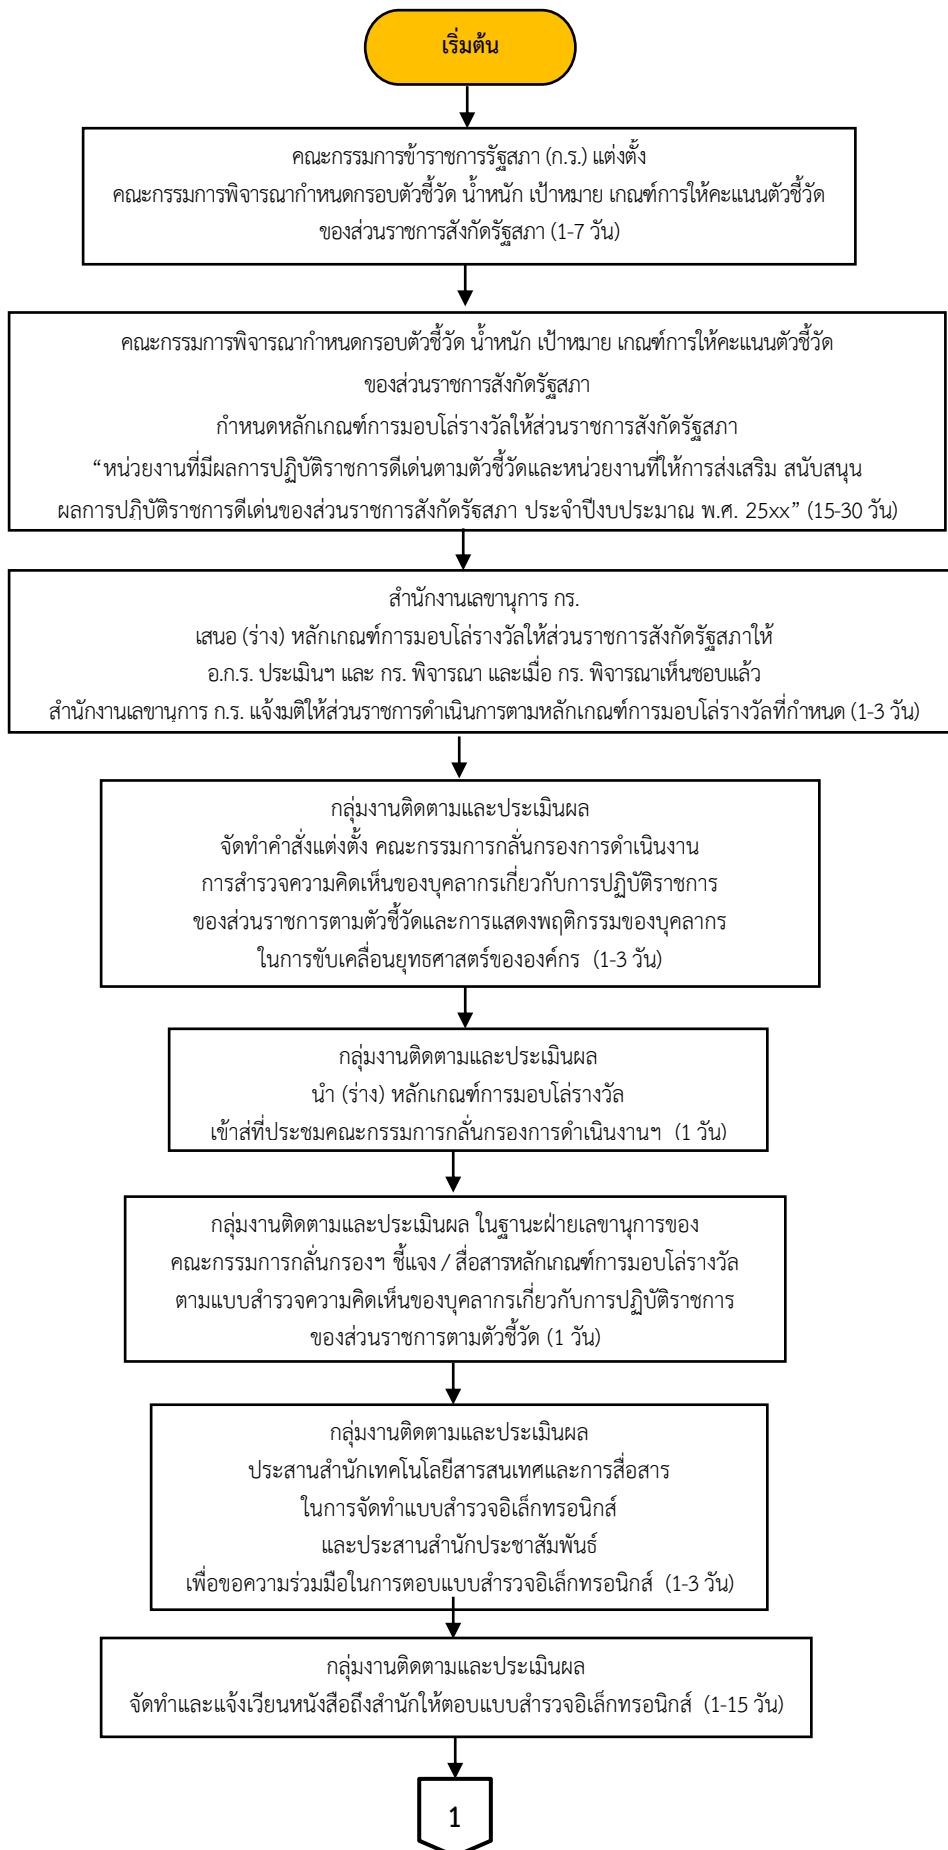 เริ่มต้น
คณะกรรมการข้าราชการรัฐสภา (ก.ร.) แต่งตั้ง
คณะกรรมการพิจารณากำหนดกรอบตัวชี้วัด น้ำหนัก เป้าหมาย เกณฑ์การให้คะแนนตัวชี้วัด
ของส่วนราชการสังกัดรัฐสภา (1-7 วัน)
คณะกรรมการพิจารณากำหนดกรอบตัวชี้วัด น้ำหนัก เป้าหมาย เกณฑ์การให้คะแนนตัวชี้วัด
ของส่วนราชการสังกัดรัฐสภา
กำหนดหลักเกณฑ์การมอบโล่รางวัลให้ส่วนราชการสังกัดรัฐสภา
“หน่วยงานที่มีผลการปฏิบัติราชการดีเด่นตามตัวชี้วัดและหน่วยงานที่ให้การส่งเสริม สนับสนุน
ผลการปฏิบัติราชการดีเด่นของส่วนราชการสังกัดรัฐสภา ประจำปีงบประมาณ พ.ศ. 25xx” (15-30 วัน)
สำนักงานเลขานุการ กร.
เสนอ (ร่าง) หลักเกณฑ์การมอบโล่รางวัลให้ส่วนราชการสังกัดรัฐสภาให้
อ.ก.ร. ประเมินฯ และ กร. พิจารณา และเมื่อ กร. พิจารณาเห็นชอบแล้ว
สำนักงานเลขานุการ ก.ร. แจ้งมติให้ส่วนราชการดำเนินการตามหลักเกณฑ์การมอบโล่รางวัลที่กำหนด (1-3 วัน)
กลุ่มงานติดตามและประเมินผล
จัดทำคำสั่งแต่งตั้ง คณะกรรมการกลั่นกรองการดำเนินงาน
การสำรวจความคิดเห็นของบุคลากรเกี่ยวกับการปฏิบัติราชการ
ของส่วนราชการตามตัวชี้วัดและการแสดงพฤติกรรมของบุคลากร
ในการขับเคลื่อนยุทธศาสตร์ขององค์กร (1-3 วัน)
กลุ่มงานติดตามและประเมินผล
นำ (ร่าง) หลักเกณฑ์การมอบโล่รางวัล
เข้าสู่ที่ประชุมคณะกรรมการกลั่นกรองการดำเนินงานฯ (1 วัน)
กลุ่มงานติดตามและประเมินผล ในฐานะฝ่ายเลขานุการของ
คณะกรรมการกลั่นกรองฯ ชี้แจง / สื่อสารหลักเกณฑ์การมอบโล่รางวัล
ตามแบบสำรวจความคิดเห็นของบุคลากรเกี่ยวกับการปฏิบัติราชการ
ของส่วนราชการตามตัวชี้วัด (1 วัน)
กลุ่มงานติดตามและประเมินผล
ประสานสำนักเทคโนโลยีสารสนเทศและการสื่อสาร
ในการจัดทำแบบสำรวจอิเล็กทรอนิกส์
และประสานสำนักประชาสัมพันธ์
เพื่อขอความร่วมมือในการตอบแบบสำรวจอิเล็กทรอนิกส์ (1-3 วัน)
กลุ่มงานติดตามและประเมินผล
จัดทำและแจ้งเวียนหนังสือถึงสำนักให้ตอบแบบสำรวจอิเล็กทรอนิกส์ (1-15 วัน)
1